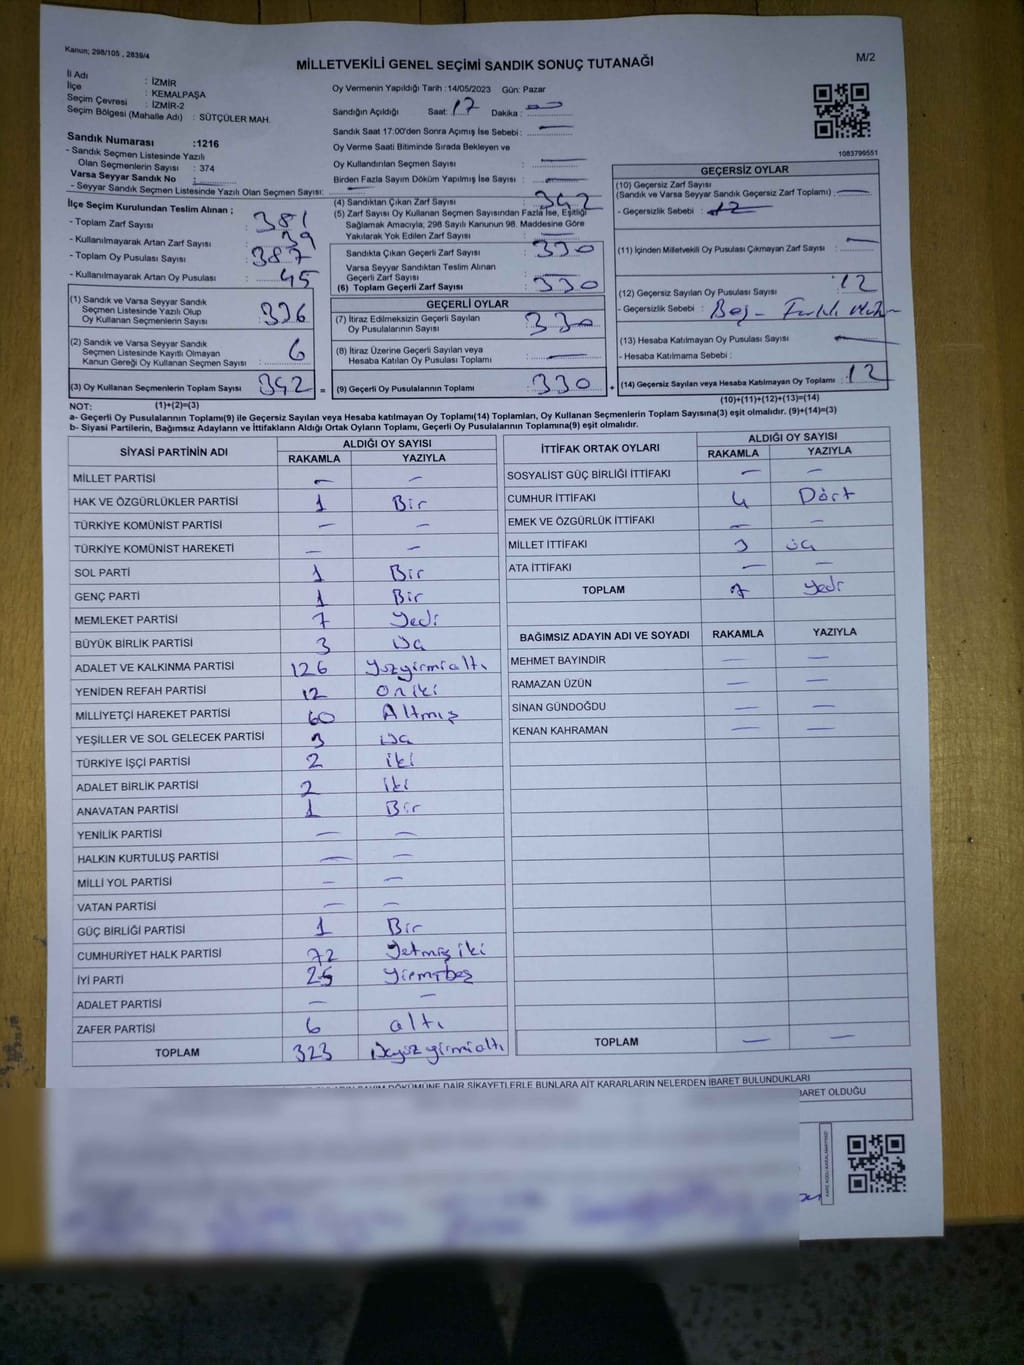 Kanun; 298/105 , 2839/4
MİLLETVEKİLİ GENEL SEÇİMİ SANDIK SONUÇ TUTANAĞI
M/2
İl Adı : İZMİR
İlçe : KEMALPAŞA
Seçim Çevresi : İZMİR-2
Seçim Bölgesi (Mahalle Adı) : SÜTÇÜLER MAH.
Sandık Numarası :1216
- Sandık Seçmen Listesinde Yazılı
Olan Seçmenlerin Sayısı : 374
Varsa Seyyar Sandık No :
- Seyyar Sandık Seçmen Listesinde Yazılı Olan Seçmen Sayısı: —
Oy Vermenin Yapıldığı Tarih :14/05/2023 Gün: Pazar
Sandığın Açıldığı Saat: 17 Dakika: —
Sandık Saat 17:00'den Sonra Açımış İse Sebebi : —
Oy Verme Saati Bitiminde Sırada Bekleyen ve
Oy Kullandırılan Seçmen Sayısı : —
Birden Fazla Sayım Döküm Yapılmış İse Sayısı : —
1083799551
İlçe Seçim Kurulundan Teslim Alınan ;
- Toplam Zarf Sayısı : 381
- Kullanılmayarak Artan Zarf Sayısı : 39
- Toplam Oy Pusulası Sayısı : 387
- Kullanılmayarak Artan Oy Pusulası : 45
(1) Sandık ve Varsa Seyyar Sandık
Seçmen Listesinde Yazılı Olup
Oy Kullanan Seçmenlerin Sayısı : 336
(2) Sandık ve Varsa Seyyar Sandık
Seçmen Listesinde Kayıtlı Olmayan
Kanun Gereği Oy Kullanan Seçmen Sayısı : 6
(3) Oy Kullanan Seçmenlerin Toplam Sayısı : 342 =
(4) Sandıktan Çıkan Zarf Sayısı : 342
(5) Zarf Sayısı Oy Kullanan Seçmen Sayısından Fazla İse, Eşitliği
Sağlamak Amacıyla; 298 Sayılı Kanunun 98. Maddesine Göre
Yakılarak Yok Edilen Zarf Sayısı : —
Sandıkta Çıkan Geçerli Zarf Sayısı : 330
Varsa Seyyar Sandıktan Teslim Alınan
Geçerli Zarf Sayısı :
(6) Toplam Geçerli Zarf Sayısı : 330
GEÇERLİ OYLAR
(7) İtiraz Edilmeksizin Geçerli Sayılan
Oy Pusulalarının Sayısı : 330
(8) İtiraz Üzerine Geçerli Sayılan veya
Hesaba Katılan Oy Pusulası Toplamı : —
(9) Geçerli Oy Pusulalarının Toplamı : 330 +
GEÇERSİZ OYLAR
(10) Geçersiz Zarf Sayısı
(Sandık ve Varsa Seyyar Sandık Geçersiz Zarf Toplamı) : —
- Geçersizlik Sebebi :
(11) İçinden Milletvekili Oy Pusulası Çıkmayan Zarf Sayısı : —
(12) Geçersiz Sayılan Oy Pusulası Sayısı : 12
- Geçersizlik Sebebi : Boş - Farklı
(13) Hesaba Katılmayan Oy Pusulası Sayısı : —
- Hesaba Katılmama Sebebi :
(14) Geçersiz Sayılan veya Hesaba Katılmayan Oy Toplamı : 12
NOT: (1)+(2)=(3)
(10)+(11)+(12)+(13)=(14)
a- Geçerli Oy Pusulalarının Toplamı(9) ile Geçersiz Sayılan veya Hesaba katılmayan Oy Toplamı(14) Toplamları, Oy Kullanan Seçmenlerin Toplam Sayısına(3) eşit olmalıdır. (9)+(14)=(3)
b- Siyasi Partilerin, Bağımsız Adayların ve İttifakların Aldığı Ortak Oyların Toplamı, Geçerli Oy Pusulalarının Toplamına(9) eşit olmalıdır.
SİYASİ PARTİNİN ADI ALDIĞI OY SAYISI
RAKAMLA YAZIYLA
MİLLET PARTİSİ — —
HAK VE ÖZGÜRLÜKLER PARTİSİ 1 Bir
TÜRKİYE KOMÜNİST PARTİSİ — —
TÜRKİYE KOMÜNİST HAREKETİ — —
SOL PARTİ 1 Bir
GENÇ PARTİ 1 Bir
MEMLEKET PARTİSİ 7 Yedi
BÜYÜK BİRLİK PARTİSİ 3 Üç
ADALET VE KALKINMA PARTİSİ 126 Yüzyirmialtı
YENİDEN REFAH PARTİSİ 12 Oniki
MİLLİYETÇİ HAREKET PARTİSİ 60 Altmış
YEŞİLLER VE SOL GELECEK PARTİSİ 3 Üç
TÜRKİYE İŞÇİ PARTİSİ 2 iki
ADALET BİRLİK PARTİSİ 2 iki
ANAVATAN PARTİSİ 1 Bir
YENİLİK PARTİSİ — —
HALKIN KURTULUŞ PARTİSİ — —
MİLLİ YOL PARTİSİ — —
VATAN PARTİSİ — —
GÜÇ BİRLİĞİ PARTİSİ 1 Bir
CUMHURİYET HALK PARTİSİ 72 Yetmiş iki
İYİ PARTİ 25 Yirmibeş
ADALET PARTİSİ — —
ZAFER PARTİSİ 6 altı
TOPLAM 323 Üçyüzyirmialtı
İTTİFAK ORTAK OYLARI ALDIĞI OY SAYISI
RAKAMLA YAZIYLA
SOSYALİST GÜÇ BİRLİĞİ İTTİFAKI — —
CUMHUR İTTİFAKI 4 Dört
EMEK VE ÖZGÜRLÜK İTTİFAKI — —
MİLLET İTTİFAKI 3 üç
ATA İTTİFAKI — —
TOPLAM 7 Yedi
BAĞIMSIZ ADAYIN ADI VE SOYADI RAKAMLA YAZIYLA
MEHMET BAYINDIR — —
RAMAZAN ÜZÜN — —
SİNAN GÜNDOĞDU — —
KENAN KAHRAMAN — —
TOPLAM — —
DÖKÜMÜNE DAİR ŞİKAYETLERLE BUNLARA AİT KARARLARIN NELERDEN İBARET BULUNDUKLARI
BARET OLDUĞU